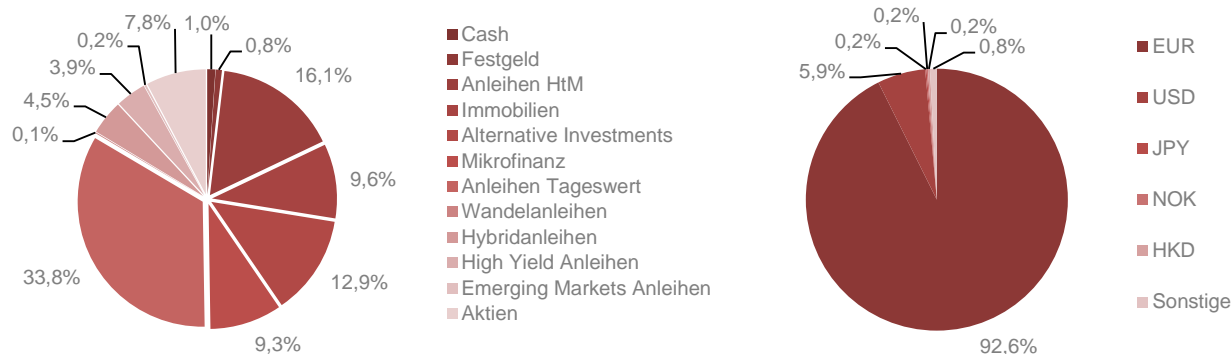 7,8%
1,0%
0,2%
0,8%
3,9%
16,1%
4,5%
0,1%
9,6%
33,8%
12,9%
9,3%
Cash
Festgeld
Anleihen HtM
Immobilien
Alternative Investments
Mikrofinanz
Anleihen Tageswert
Wandelanleihen
Hybridanleihen
High Yield Anleihen
Emerging Markets Anleihen
Aktien
0,2%
0,2%
0,2%
0,8%
5,9%
92,6%
EUR
USD
JPY
NOK
HKD
Sonstige